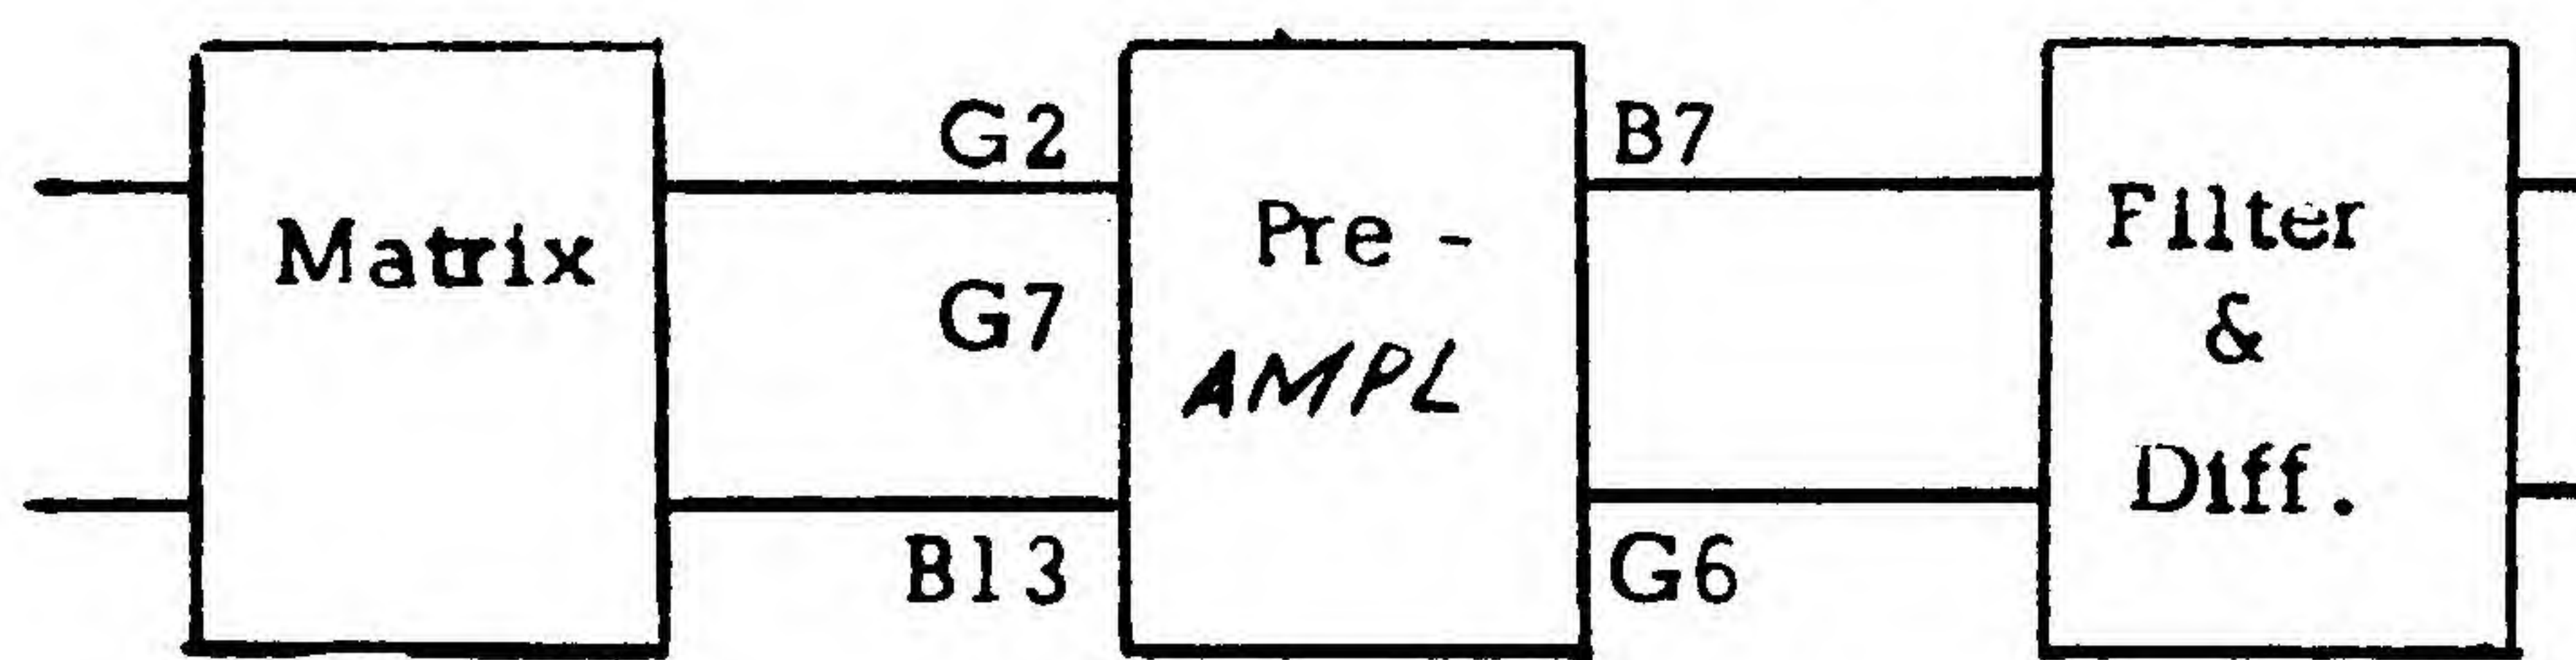 Matrix
G2
G7
B13
Pre -
AMPL
B7
G6
Filter
&
Diff.